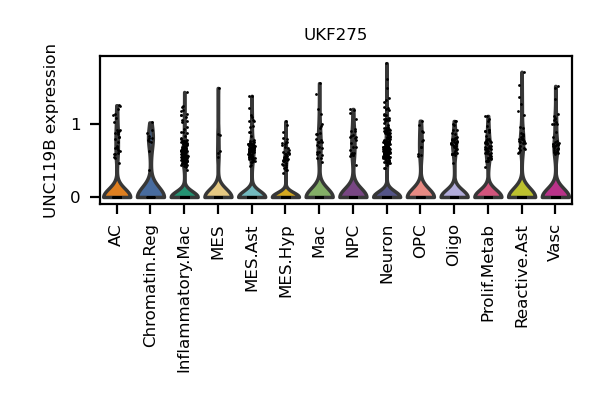 UKF275
UNC119B expression
1
0
AC
Chromatin.Reg
Inflammatory.Mac
MES
MES.Ast
MES.Hyp
Mac
NPC
Neuron
OPC
Oligo
Prolif.Metab
Reactive.Ast
Vasc